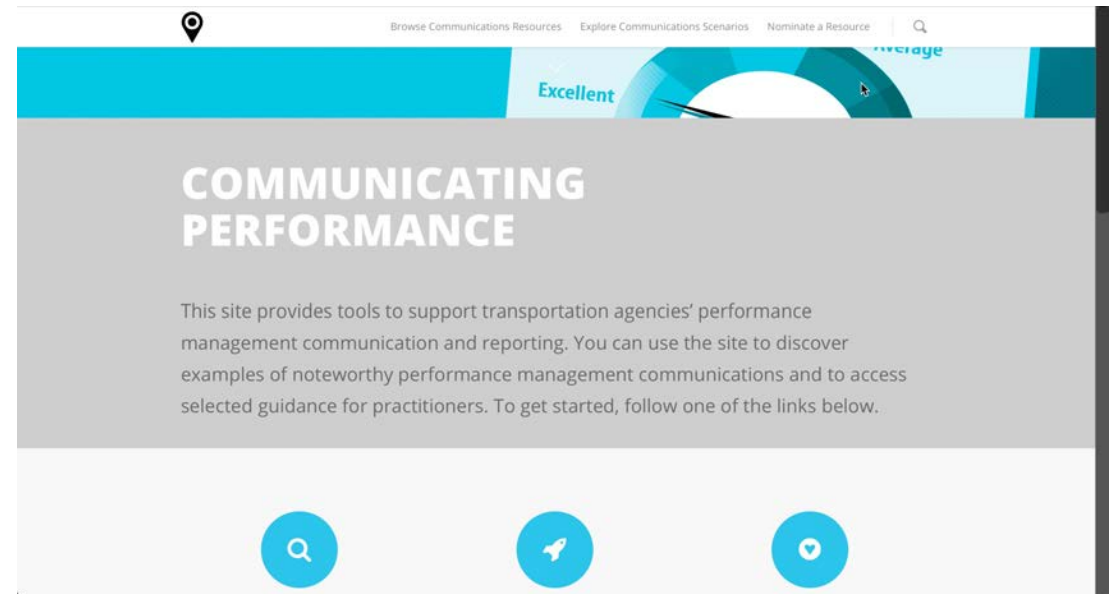 Browse Communications Resources Explore Communications Scenarios Nominate a Resource
Average
Excellent
COMMUNICATING
PERFORMANCE
This site provides tools to support transportation agencies’ performance
management communication and reporting. You can use the site to discover
examples of noteworthy performance management communications and to access
selected guidance for practitioners. To get started, follow one of the links below.